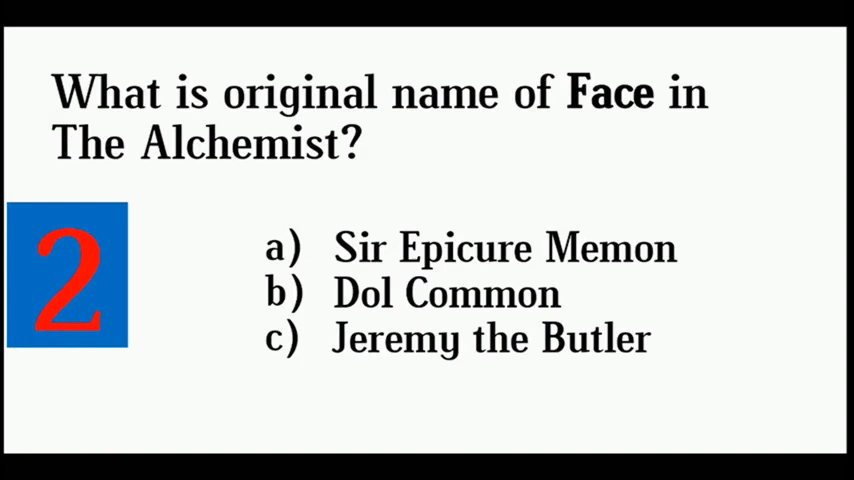 What is original name of Face in
The Alchemist?
2
a) Sir Epicure Memon
b) Dol Common
c) Jeremy the Butler